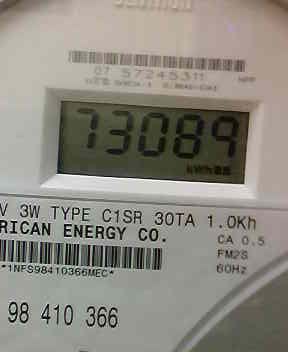 07 57245311
73089
kWh
V 3W TYPE C1SR 30TA 1.0Kh
RICAN ENERGY CO.
CA 0.5
FM2S
60Hz
*1NFS98410366MEC*
98 410 366